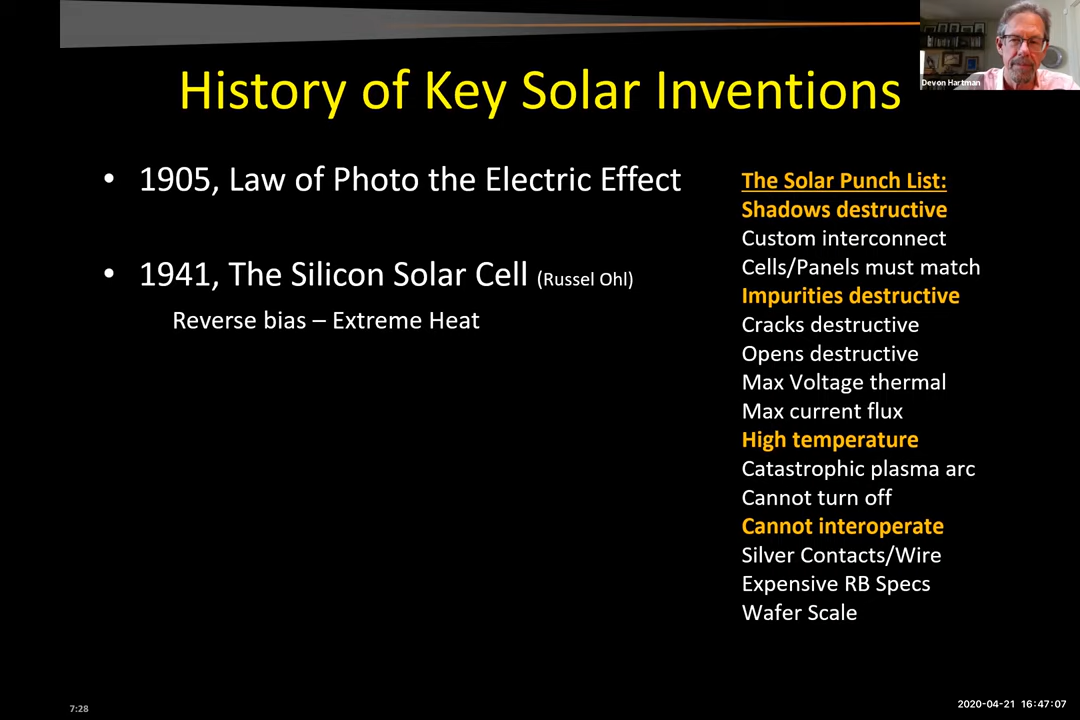 Devon Hartman
History of Key Solar Inventions
• 1905, Law of Photo the Electric Effect
• 1941, The Silicon Solar Cell (Russel Ohl)
Reverse bias – Extreme Heat
The Solar Punch List:
Shadows destructive
Custom interconnect
Cells/Panels must match
Impurities destructive
Cracks destructive
Opens destructive
Max Voltage thermal
Max current flux
High temperature
Catastrophic plasma arc
Cannot turn off
Cannot interoperate
Silver Contacts/Wire
Expensive RB Specs
Wafer Scale
7:28
2020-04-21 16:47:07